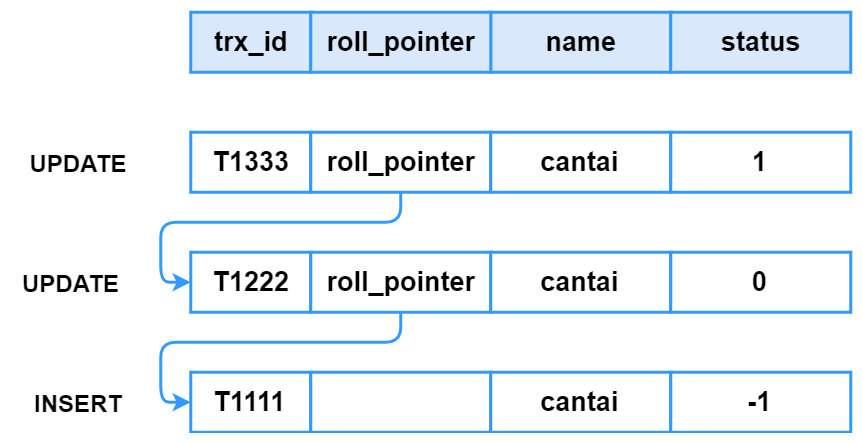 trx_id roll_pointer name status
UPDATE T1333 roll_pointer cantai 1
UPDATE T1222 roll_pointer cantai 0
INSERT T1111 cantai -1